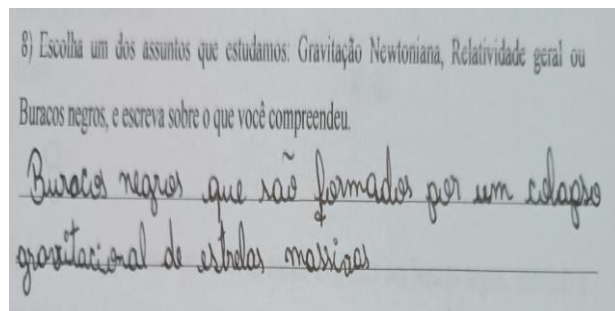 8) Escolha um dos assuntos que estudamos: Gravitação Newtoniana, Relatividade geral ou
Buracos negros, e escreva sobre o que você compreendeu.
Buracos negros que são formados por um colapso
gravitacional de estrelas massivas